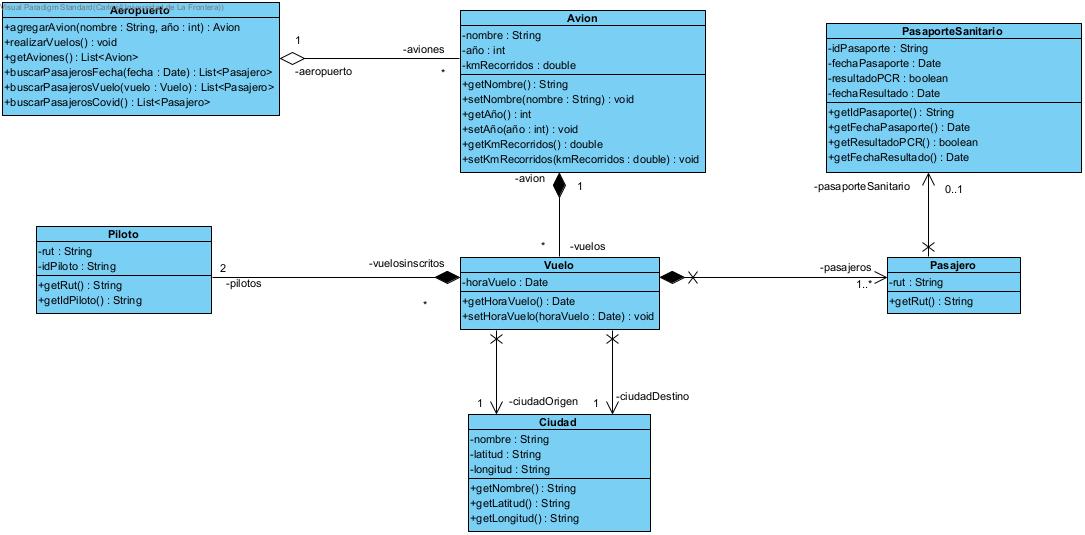 Visual Paradigm Standard(Carlos de La Frontera))
Aeropuerto
+agregarAvion(nombre : String, año : int) : Avion
+realizarVuelos() : void
+getAviones() : List<Avion>
+buscarPasajerosFecha(fecha : Date) : List<Pasajero>
+buscarPasajerosVuelo(vuelo : Vuelo) : List<Pasajero>
+buscarPasajerosCovid() : List<Pasajero>
1
-aeropuerto
-aviones
*
Avion
-nombre : String
-año : int
-kmRecorridos : double
+getNombre() : String
+setNombre(nombre : String) : void
+getAño() : int
+setAño(año : int) : void
+getKmRecorridos() : double
+setKmRecorridos(kmRecorridos : double) : void
PasaporteSanitario
-idPasaporte : String
-fechaPasaporte : Date
-resultadoPCR : boolean
-fechaResultado : Date
+getIdPasaporte() : String
+getFechaPasaporte() : Date
+getResultadoPCR() : boolean
+getFechaResultado() : Date
-avion
1
-pasaporteSanitario
0..1
*
-vuelos
Piloto
-rut : String
-idPiloto : String
+getRut() : String
+getIdPiloto() : String
2
-pilotos
-vuelosinscritos
*
Vuelo
-horaVuelo : Date
+getHoraVuelo() : Date
+setHoraVuelo(horaVuelo : Date) : void
-pasajeros
1..*
Pasajero
-rut : String
+getRut() : String
1
-ciudadOrigen
1
-ciudadDestino
Ciudad
-nombre : String
-latitud : String
-longitud : String
+getNombre() : String
+getLatitud() : String
+getLongitud() : String